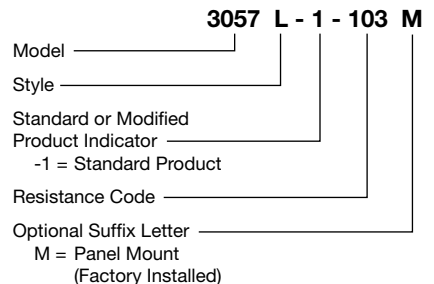 3057 L - 1 - 103 M
Model
Style
Standard or Modified
Product Indicator
-1 = Standard Product
Resistance Code
Optional Suffix Letter
M = Panel Mount
(Factory Installed)